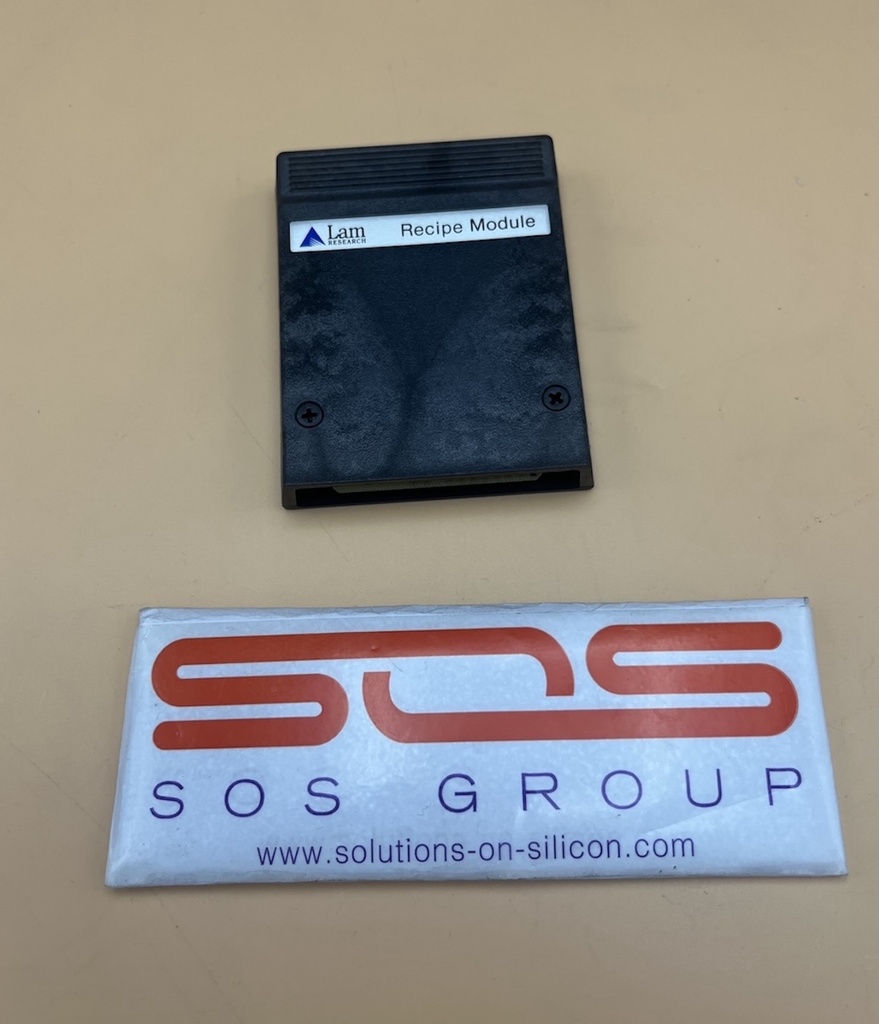 Lam Recipe Module
RESEARCH
SOS
SOS GROUP
www.solutions-on-silicon.com